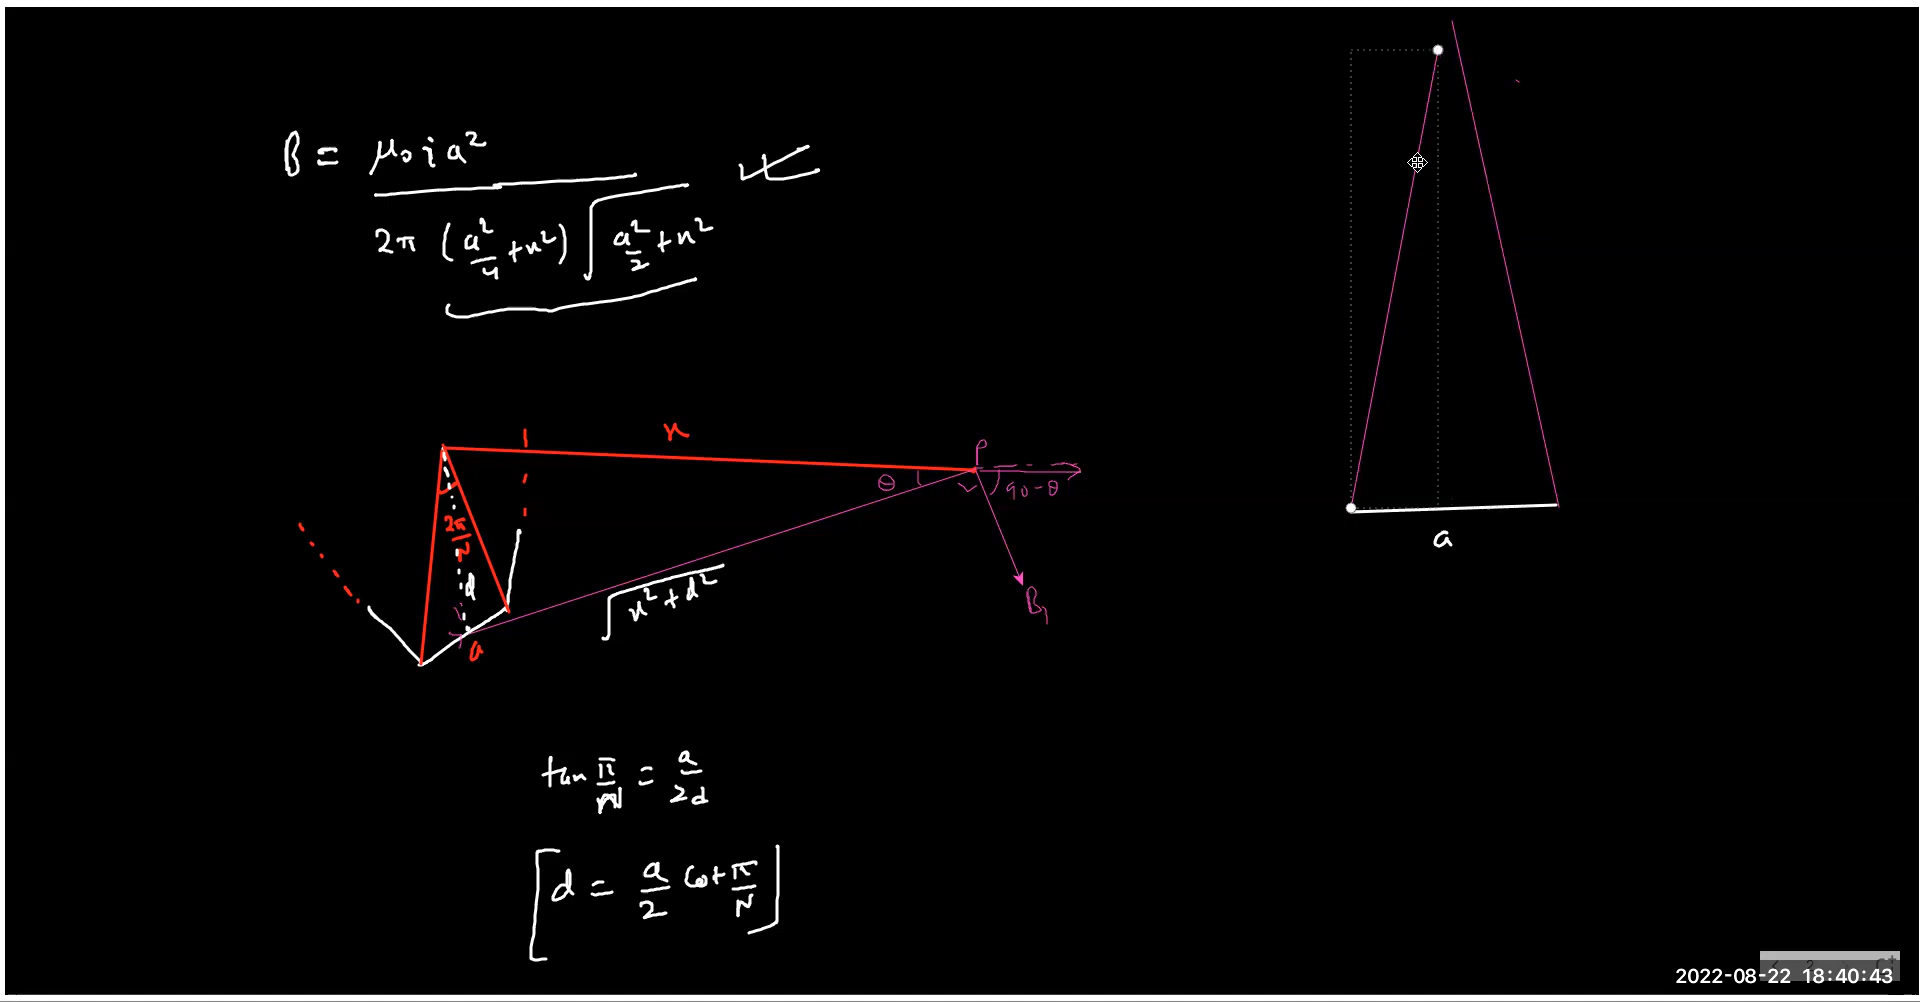 B = μ₀ i a²
2π (a²/4 + x²) √(a²/2 + x²)
x
P
θ
90-θ
2π/N
d
√(x² + d²)
B₁
a
a
tan π/N = a/2d
d = a/2 Cot π/N
2022-08-22 18:40:43